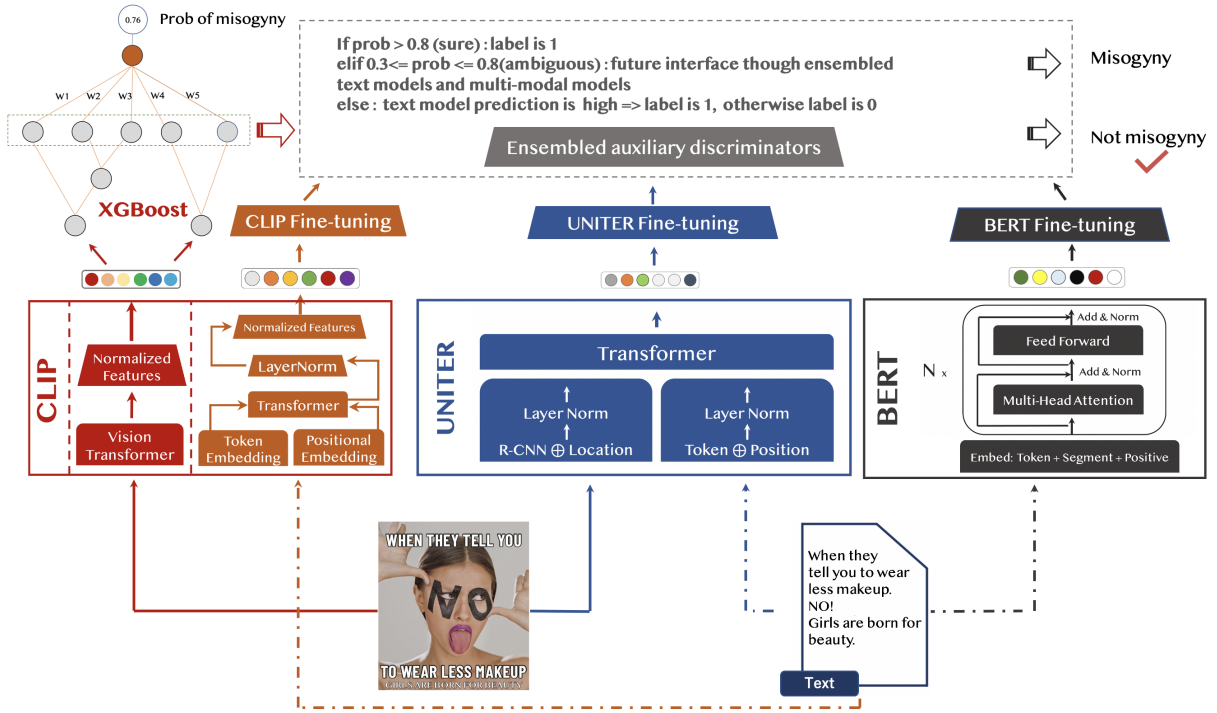 0.76
Prob of misogyny
W1 W2 W3 W4 W5
XGBoost
If prob > 0.8 (sure) : label is 1
elif 0.3<= prob <= 0.8(ambiguous) : future interface though ensembled
text models and multi-modal models
else : text model prediction is high => label is 1, otherwise label is 0
Ensembled auxiliary discriminators
Misogyny
Not misogyny
CLIP Fine-tuning
UNITER Fine-tuning
BERT Fine-tuning
CLIP
Normalized
Features
Vision
Transformer
Normalized Features
LayerNorm
Transformer
Token
Embedding
Positional
Embedding
UNITER
Transformer
Layer Norm
R-CNN ⊕ Location
Layer Norm
Token ⊕ Position
BERT
N x
Add & Norm
Feed Forward
Add & Norm
Multi-Head Attention
Embed: Token + Segment + Positive
WHEN THEY TELL YOU
NO
TO WEAR LESS MAKEUP
GIRLS ARE BORN FOR BEAUTY
When they
tell you to wear
less makeup.
NO!
Girls are born for
beauty.
Text